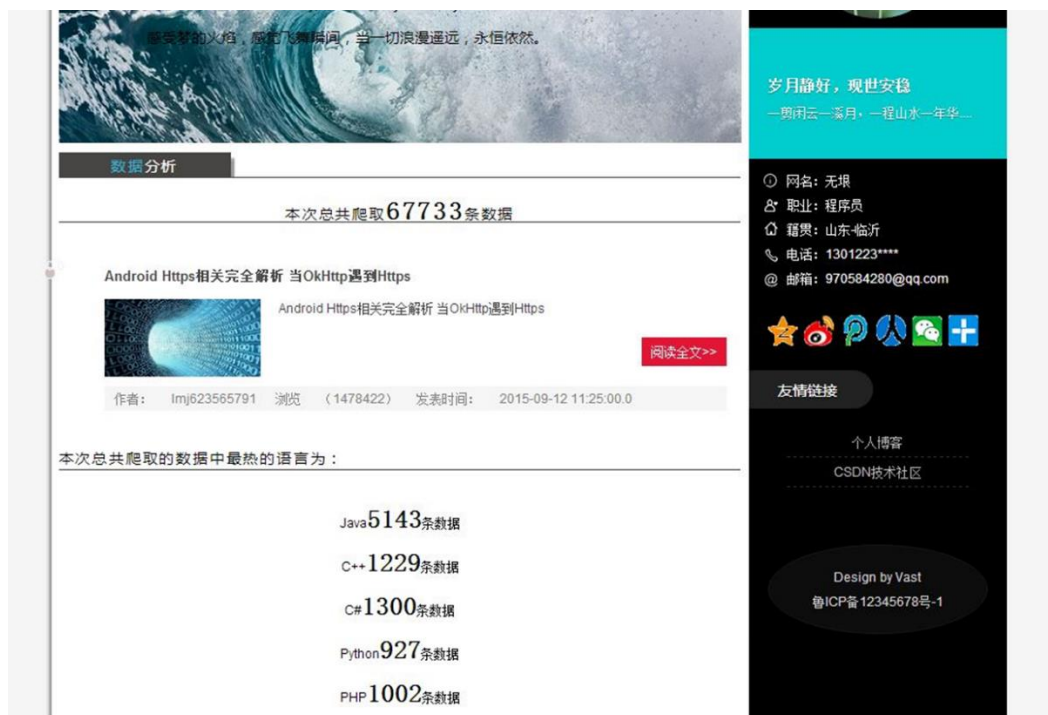 感受梦的火焰，感觉飞舞瞬间，当一切浪漫遥远，永恒依然。
数据分析
本次总共爬取67733条数据
Android Https相关完全解析 当OkHttp遇到Https
Android Https相关完全解析 当OkHttp遇到Https
阅读全文>>
作者： lmj623565791 浏览 （1478422） 发表时间： 2015-09-12 11:25:00.0
本次总共爬取的数据中最热的语言为：
Java5143条数据
C++1229条数据
C#1300条数据
Python927条数据
PHP1002条数据
岁月静好，现世安稳
一剪闲云一溪月，一程山水一年华
网名：无垠
职业：程序员
籍贯：山东-临沂
电话：1301223****
邮箱：970584280@qq.com
友情链接
个人博客
CSDN技术社区
Design by Vast
鲁ICP备12345678号-1